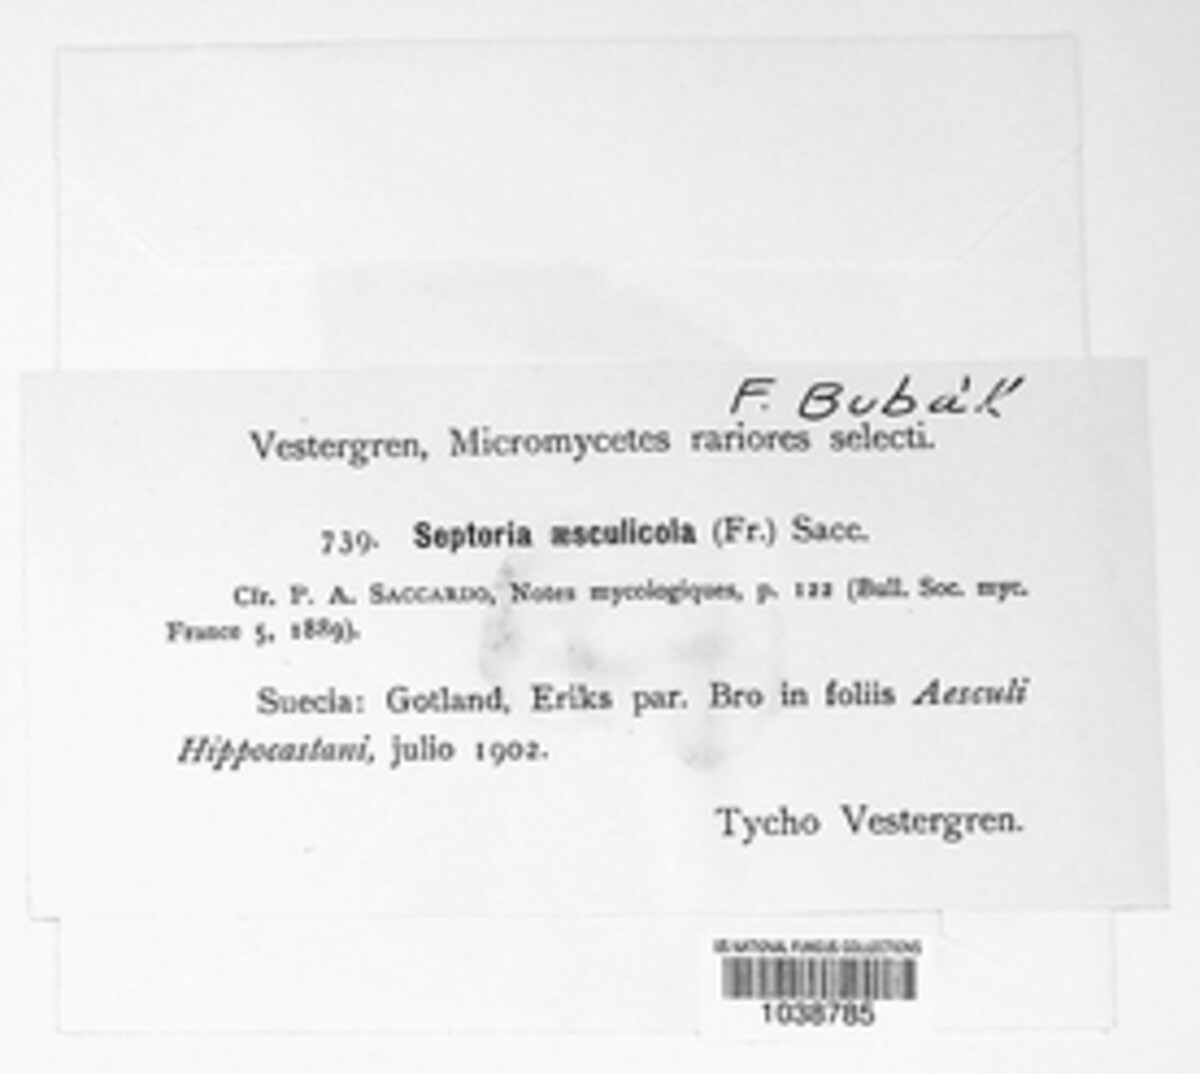 F. Bubák
Vestergren, Micromycetes rariores selecti.
739. Septoria æsculicola (Fr.) Sacc.
Cfr. P. A. Saccardo, Notes mycologiques, p. 122 (Bull. Soc. myc.
France 5, 1889).
Suecia: Gotland, Eriks par. Bro in foliis Aesculi
Hippocastani, julio 1902.
Tycho Vestergren.
US NATIONAL FUNGUS COLLECTIONS
1038785